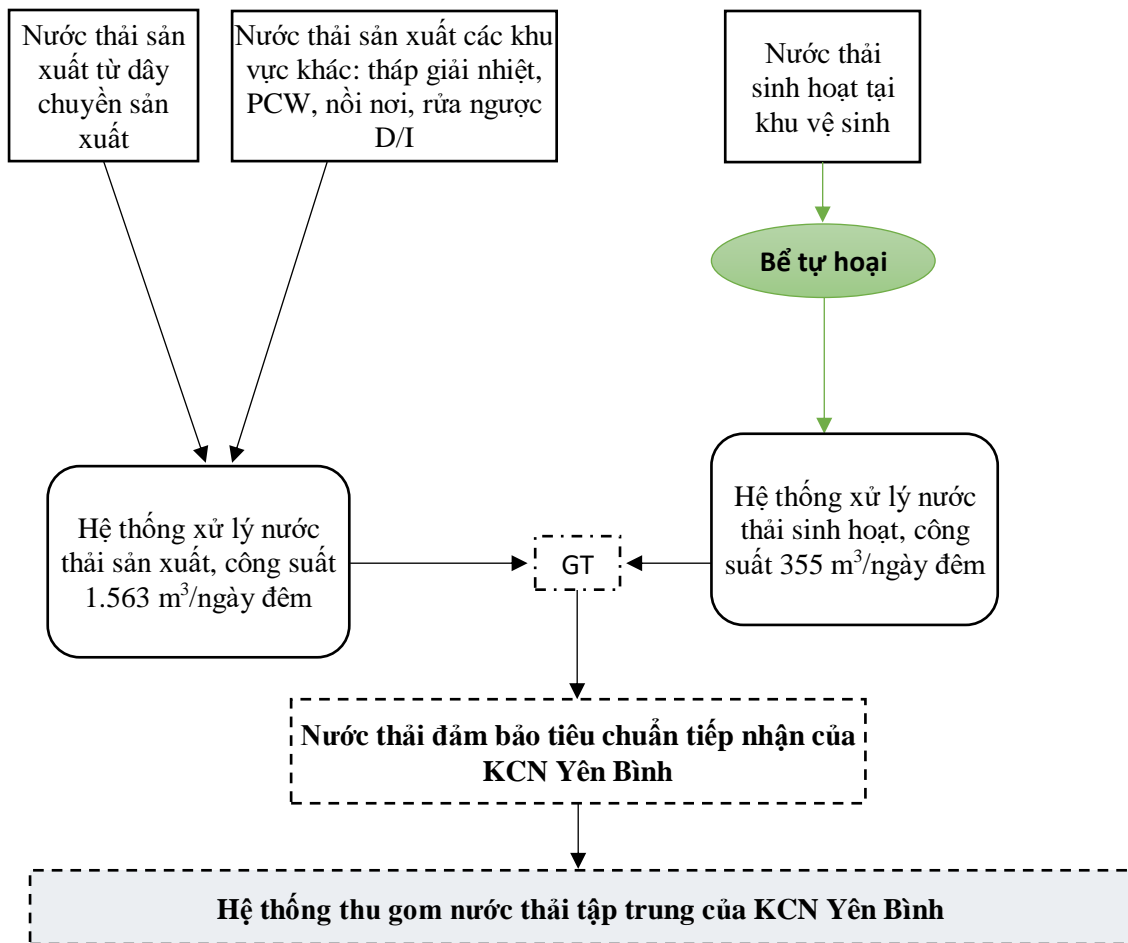 Nước thải sản
xuất từ dây
chuyền sản
xuất
Nước thải sản xuất các khu
vực khác: tháp giải nhiệt,
PCW, nồi nơi, rửa ngược
D/I
Nước thải
sinh hoạt tại
khu vệ sinh
Bể tự hoại
Hệ thống xử lý nước
thải sản xuất, công suất
1.563 m³/ngày đêm
GT
Hệ thống xử lý nước
thải sinh hoạt, công
suất 355 m³/ngày đêm
Nước thải đảm bảo tiêu chuẩn tiếp nhận của
KCN Yên Bình
Hệ thống thu gom nước thải tập trung của KCN Yên Bình